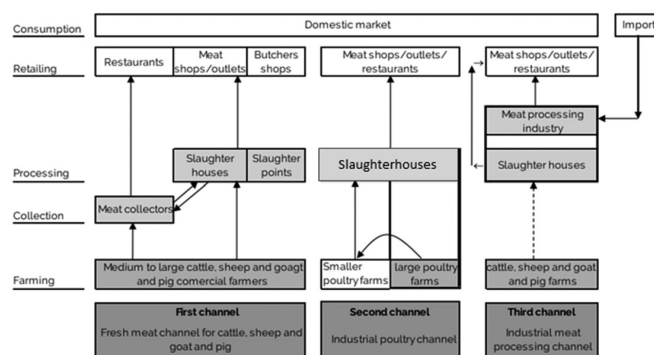 Consumption
Domestic market
Import
Retailing
Restaurants
Meat
shops/outlets
Butchers
shops
Meat shops/outlets/
restaurants
Meat shops/outlets/
restaurants
Meat processing
industry
Processing
Slaughter
houses
Slaughter
points
Slaughterhouses
Slaughter houses
Collection
Meat collectors
Farming
Medium to large cattle, sheep and goagt
and pig comercial farmers
Smaller
poultry farms
large poultry
farms
cattle, sheep and goat
and pig farms
First channel
Fresh meat channel for cattle, sheep and
goat and pig
Second channel
Industrial poultry channel
Third channel
Industrial meat
processing channel